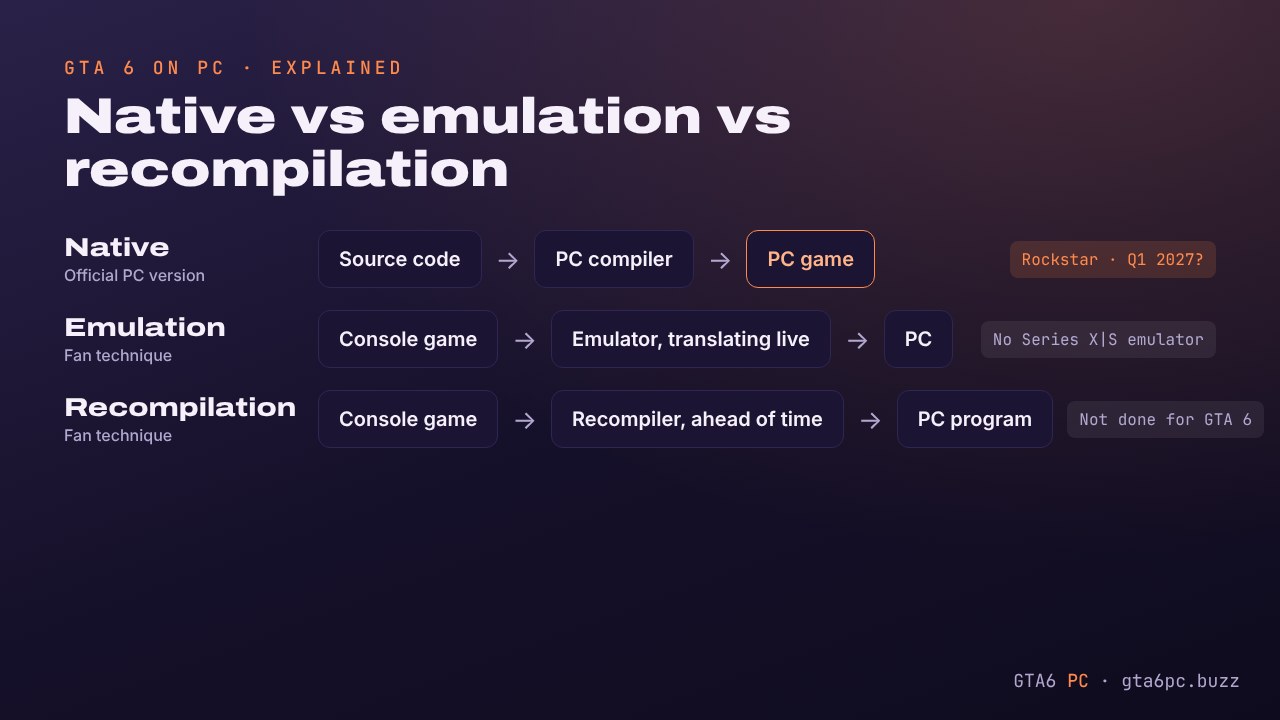 GTA 6 ON PC · EXPLAINED
Native vs emulation vs
recompilation
Native
Official PC version
Source code → PC compiler → PC game
Rockstar · Q1 2027?
Emulation
Fan technique
Console game → Emulator, translating live → PC
No Series X|S emulator
Recompilation
Fan technique
Console game → Recompiler, ahead of time → PC program
Not done for GTA 6
GTA6 PC · gta6pc.buzz